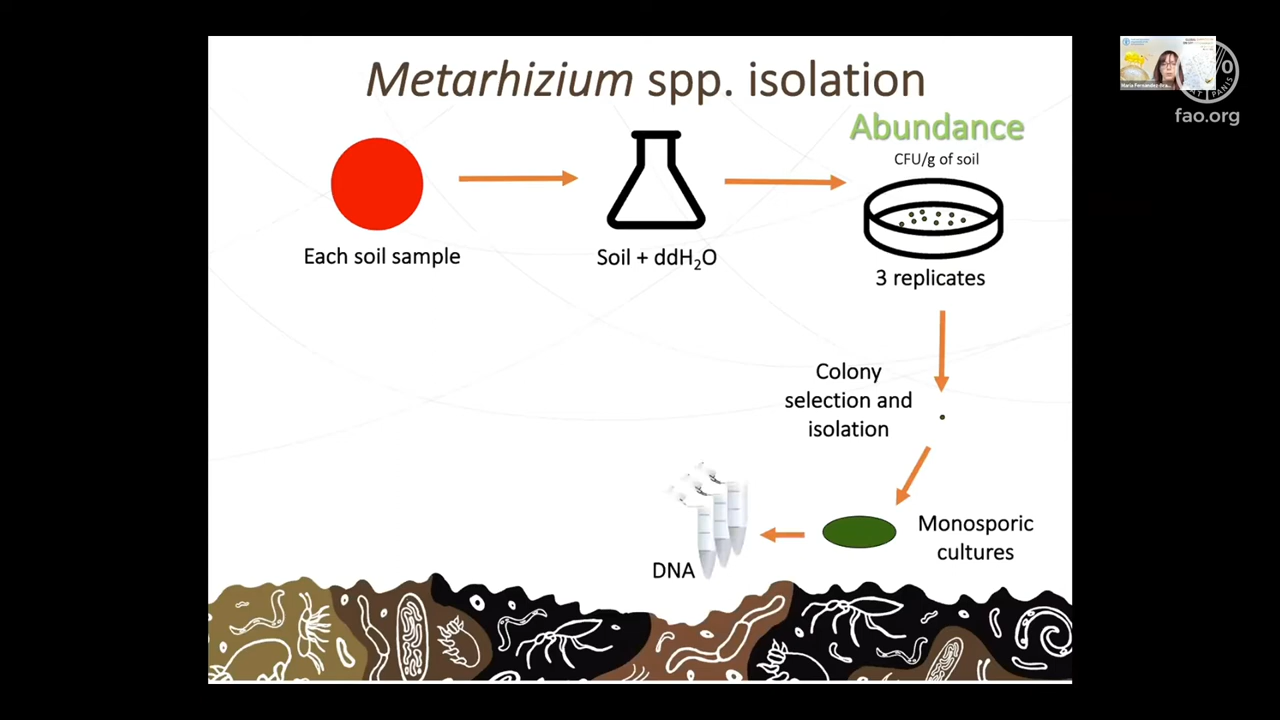 Metarhizium spp. isolation
Abundance
CFU/g of soil
Each soil sample
Soil + ddH₂O
3 replicates
Colony
selection and
isolation
Monosporic
cultures
DNA
fao.org